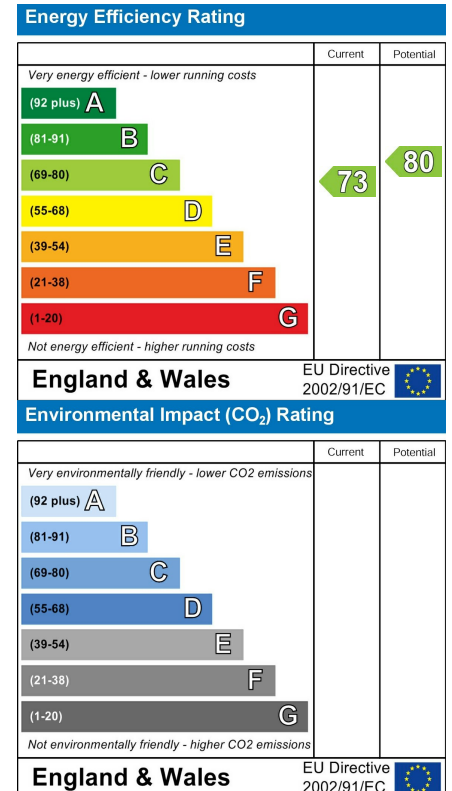 Energy Efficiency Rating
Current Potential
Very energy efficient - lower running costs
(92 plus) A
(81-91) B
(69-80) C
73 80
(55-68) D
(39-54) E
(21-38) F
(1-20) G
Not energy efficient - higher running costs
England & Wales
EU Directive
2002/91/EC
Environmental Impact (CO₂) Rating
Current Potential
Very environmentally friendly - lower CO2 emissions
(92 plus) A
(81-91) B
(69-80) C
(55-68) D
(39-54) E
(21-38) F
(1-20) G
Not environmentally friendly - higher CO2 emissions
England & Wales
EU Directive
2002/91/EC